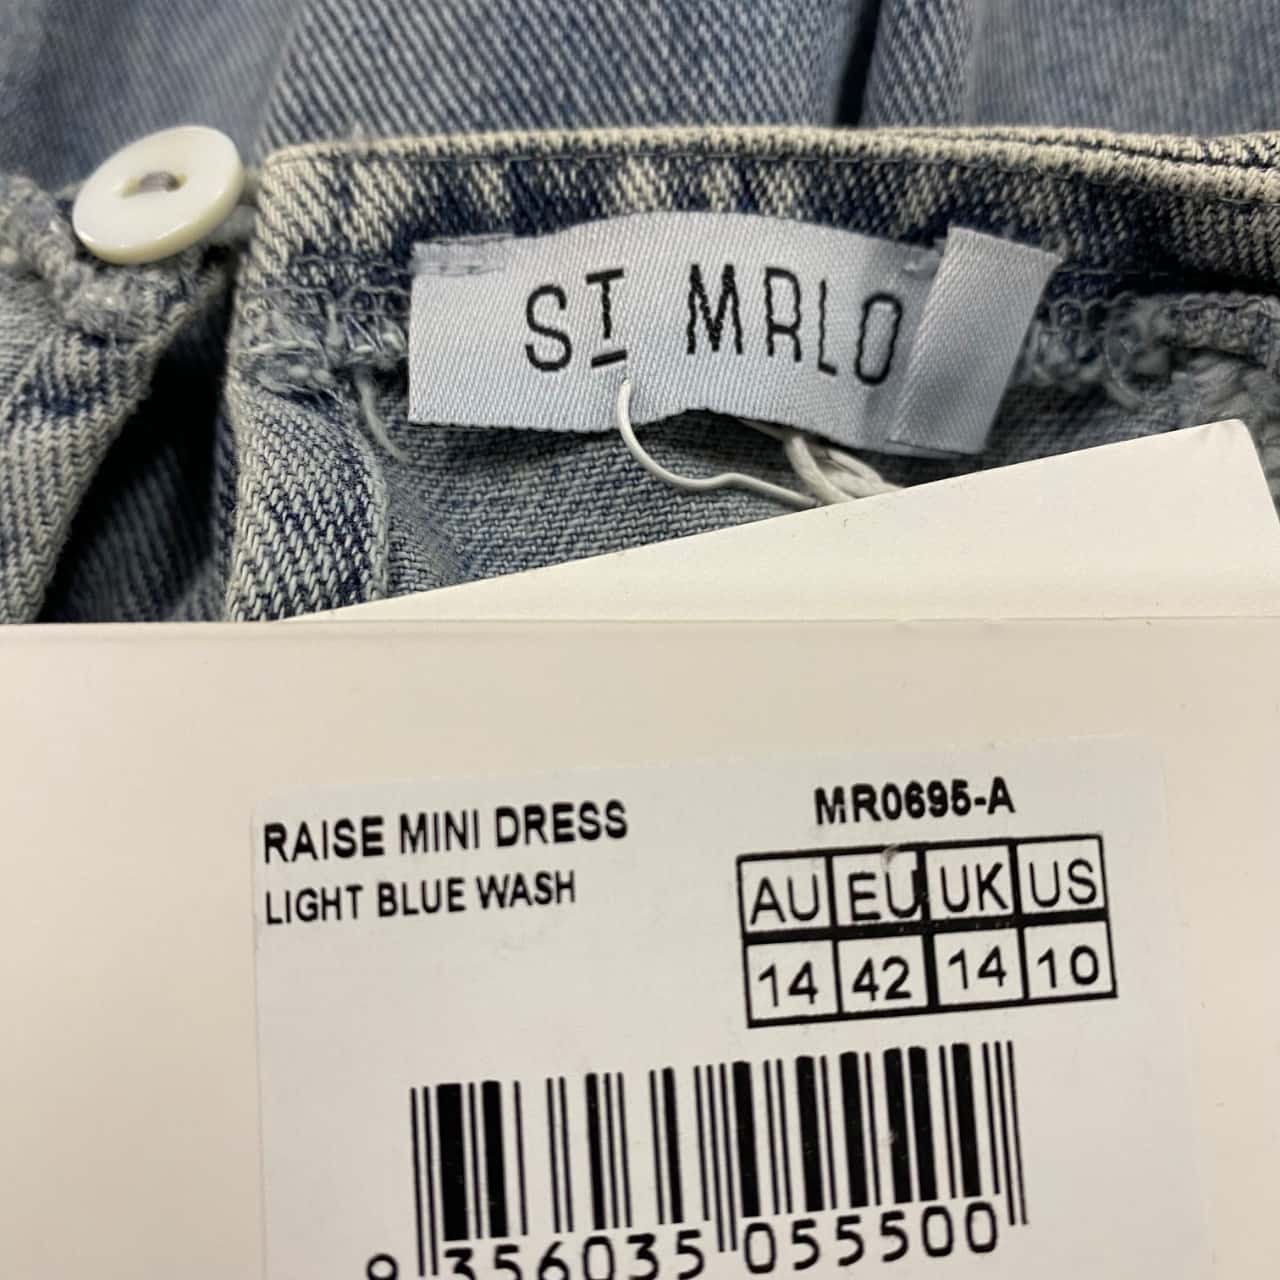 ST MRLO
RAISE MINI DRESS
LIGHT BLUE WASH
MR0695-A
AU EU UK US
14 42 14 10
9 356035 055500